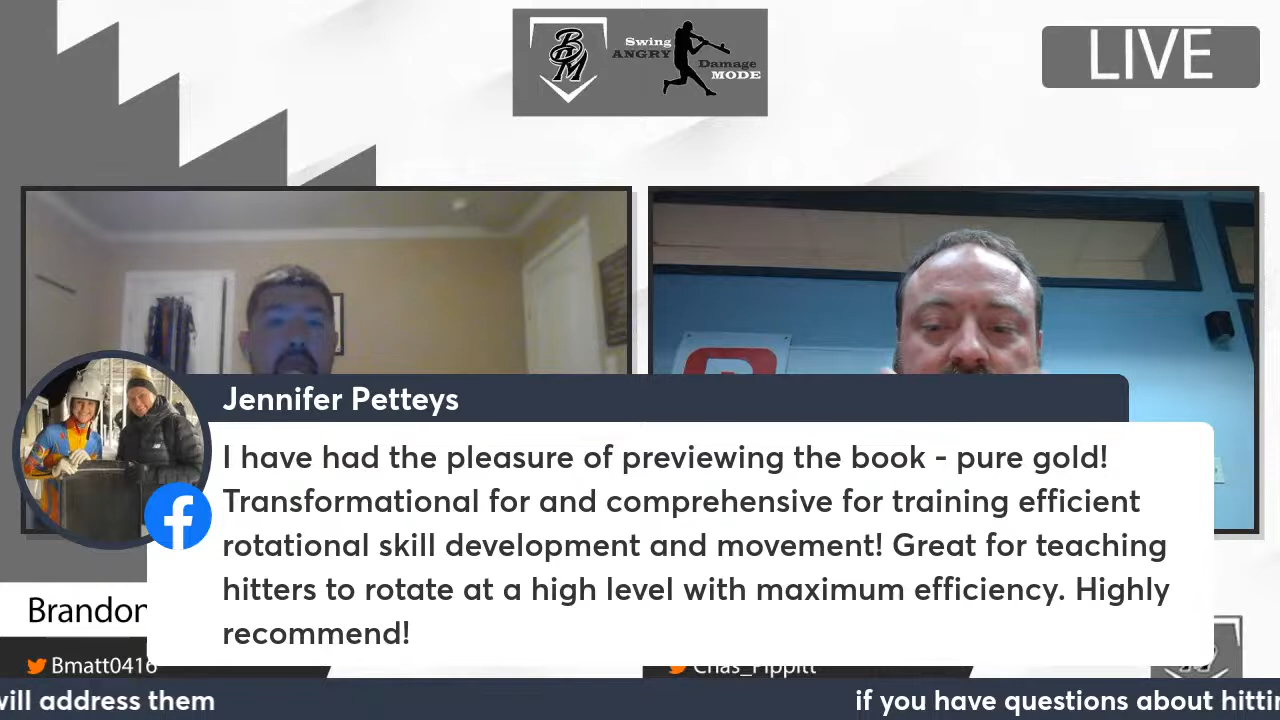 Swing
ANGRY
Damage
MODE
BM
LIVE
Jennifer Petteys
I have had the pleasure of previewing the book - pure gold!
Transformational for and comprehensive for training efficient
rotational skill development and movement! Great for teaching
hitters to rotate at a high level with maximum efficiency. Highly
recommend!
Brandon
Bmatt0416
Chas_Pippitt
will address them
if you have questions about hittin